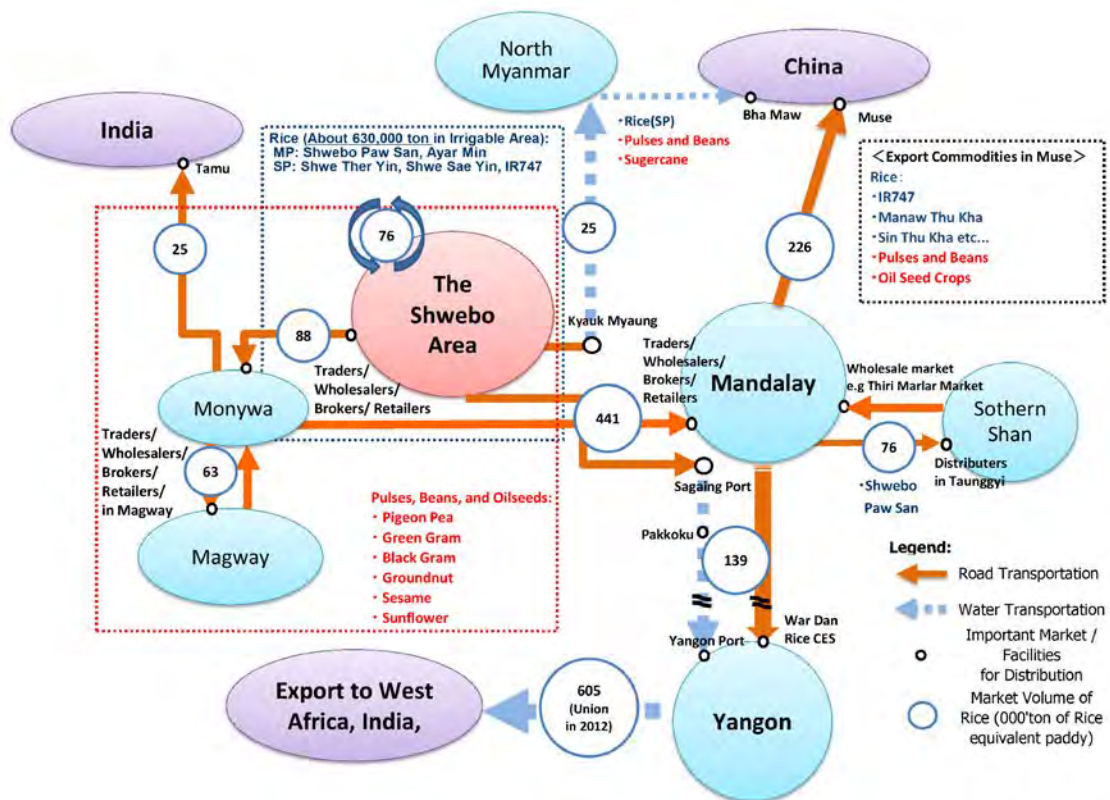 North
Myanmar
China
Bha Maw
Muse
India
Tamu
Rice (About 630,000 ton in Irrigable Area):
MP: Shwebo Paw San, Ayar Min
SP: Shwe Ther Yin, Shwe Sae Yin, IR747
・Rice(SP)
・Pulses and Beans
・Sugercane
＜Export Commodities in Muse＞
Rice：
・IR747
・Manaw Thu Kha
・Sin Thu Kha etc...
・Pulses and Beans
・Oil Seed Crops
25
76
25
226
The
Shwebo
Area
88
Kyauk Myaung
Traders/
Wholesalers/
Brokers/ Retailers
Traders/
Wholesalers/
Brokers/
Retailers
Mandalay
Wholesale market
e.g Thiri Marlar Market
Sothern
Shan
Monywa
441
76
Distributers
in Taunggyi
・Shwebo
Paw San
Traders/
Wholesalers/
Brokers/
Retailers/
in Magway
63
Magway
Sagaing Port
Pakkoku
139
Pulses, Beans, and Oilseeds:
・Pigeon Pea
・Green Gram
・Black Gram
・Groundnut
・Sesame
・Sunflower
Yangon Port
War Dan
Rice CES
Export to West
Africa, India,
605
(Union
in 2012)
Yangon
Legend:
Road Transportation
Water Transportation
Important Market /
Facilities
for Distribution
Market Volume of
Rice (000'ton of Rice
equivalent paddy)